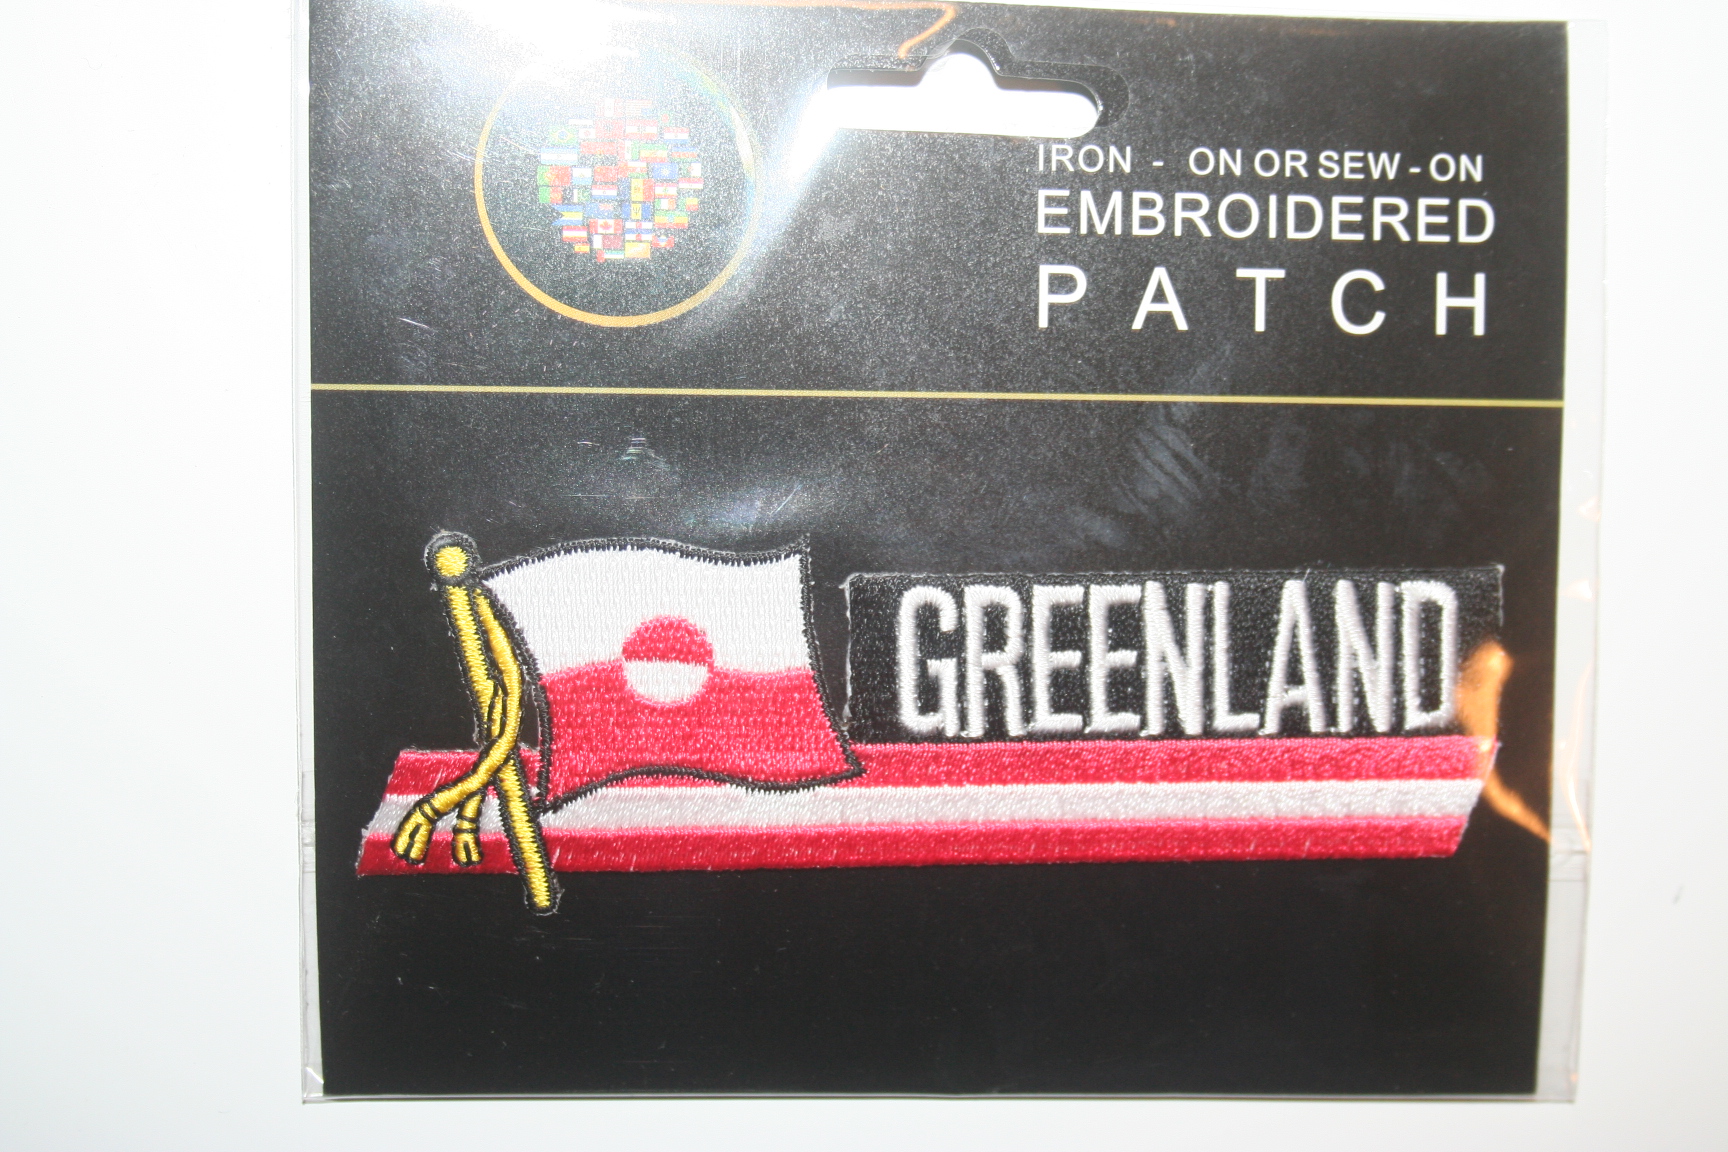 IRON - ON OR SEW - ON
EMBROIDERED
PATCH
GREENLAND